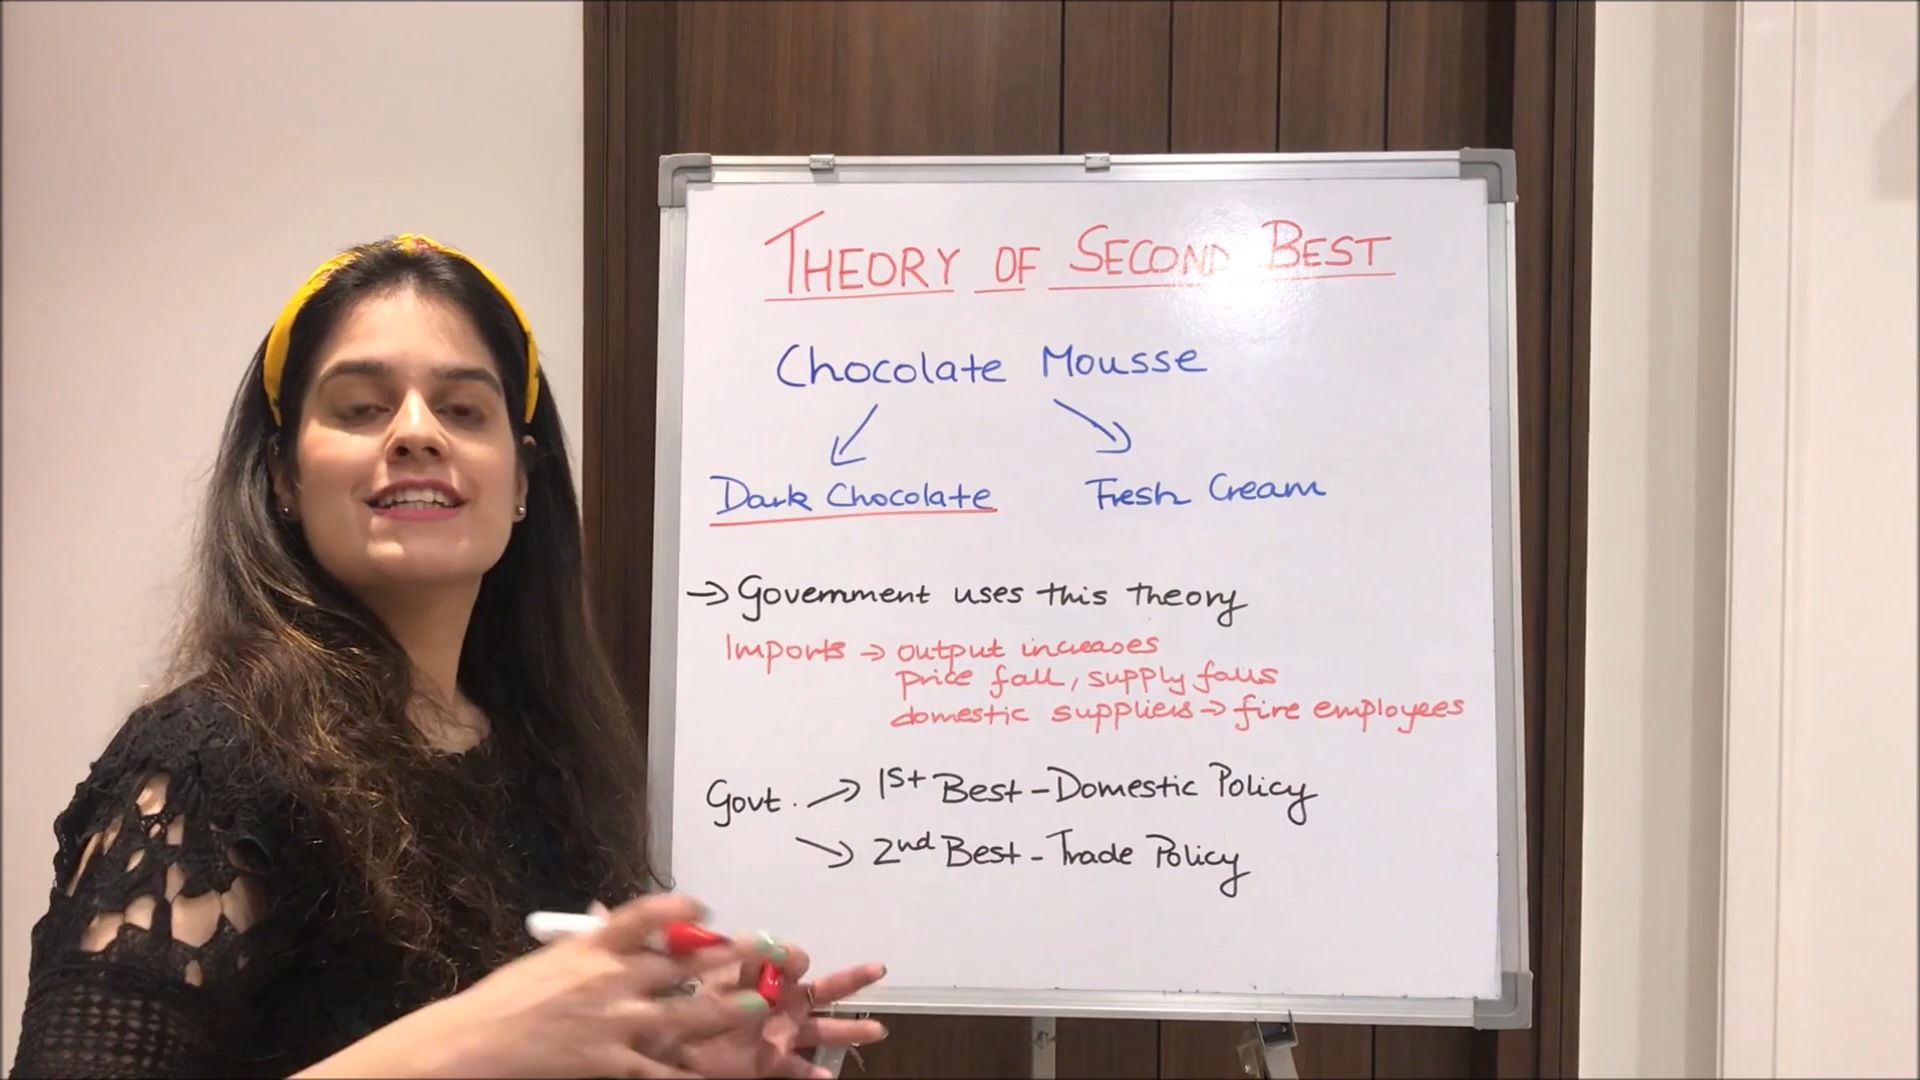 THEORY OF SECOND BEST
Chocolate Mousse
Dark Chocolate Fresh Cream
→ Government uses this theory
Imports → output increases
price fall, supply falls
domestic suppliers → fire employees
Govt. → 1st Best - Domestic Policy
→ 2nd Best - Trade Policy